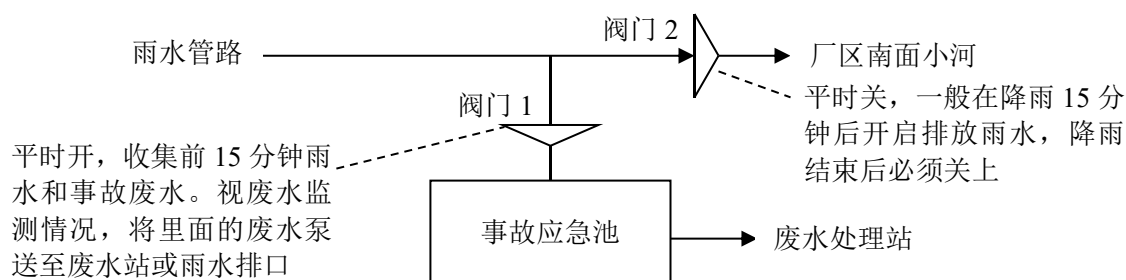 阀门 2
雨水管路
厂区南面小河
阀门 1
平时关，一般在降雨 15 分
钟后开启排放雨水，降雨
结束后必须关上
平时开，收集前 15 分钟雨
水和事故废水。视废水监
测情况，将里面的废水泵
送至废水站或雨水排口
事故应急池
废水处理站